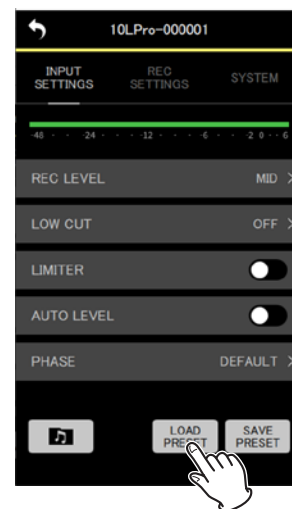 10LPro-000001
INPUT SETTINGS REC SETTINGS SYSTEM
-48 - - -24 - - - -12 - - - -6 - - -2 0 - - 6
REC LEVEL MID >
LOW CUT OFF >
LIMITER
AUTO LEVEL
PHASE DEFAULT >
LOAD PRESET SAVE PRESET